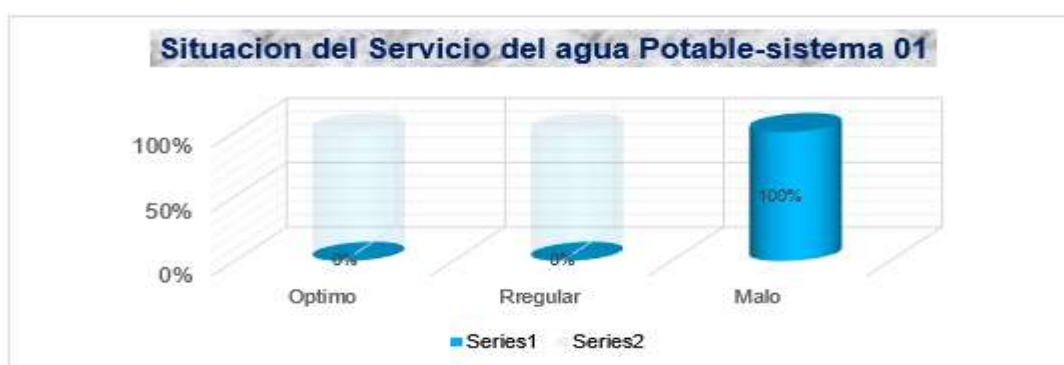 Situacion del Servicio del agua Potable-sistema 01
100%
50%
0%
0%
0%
100%
Optimo
Rregular
Malo
Series1
Series2